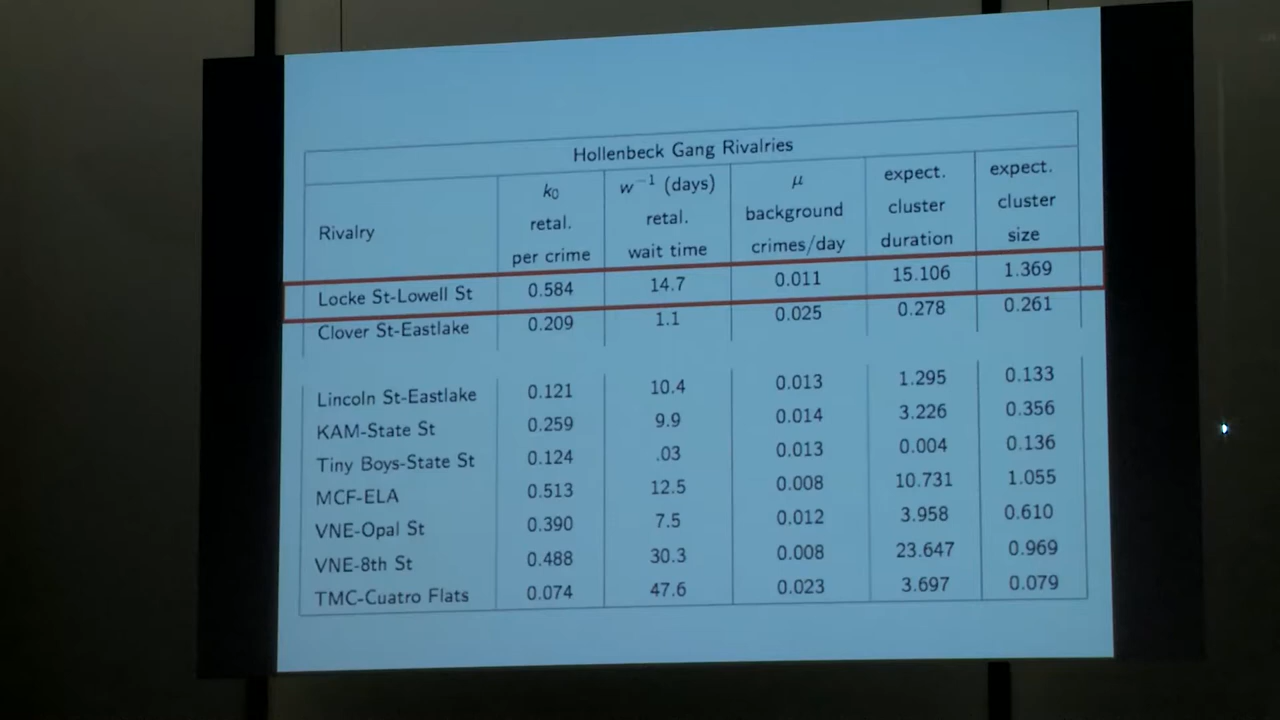 Hollenbeck Gang Rivalries
Rivalry k₀ retal. per crime w⁻¹ (days) retal. wait time μ background crimes/day expect. cluster duration expect. cluster size
Locke St-Lowell St 0.584 14.7 0.011 15.106 1.369
Clover St-Eastlake 0.209 1.1 0.025 0.278 0.261
Lincoln St-Eastlake 0.121 10.4 0.013 1.295 0.133
KAM-State St 0.259 9.9 0.014 3.226 0.356
Tiny Boys-State St 0.124 .03 0.013 0.004 0.136
MCF-ELA 0.513 12.5 0.008 10.731 1.055
VNE-Opal St 0.390 7.5 0.012 3.958 0.610
VNE-8th St 0.488 30.3 0.008 23.647 0.969
TMC-Cuatro Flats 0.074 47.6 0.023 3.697 0.079